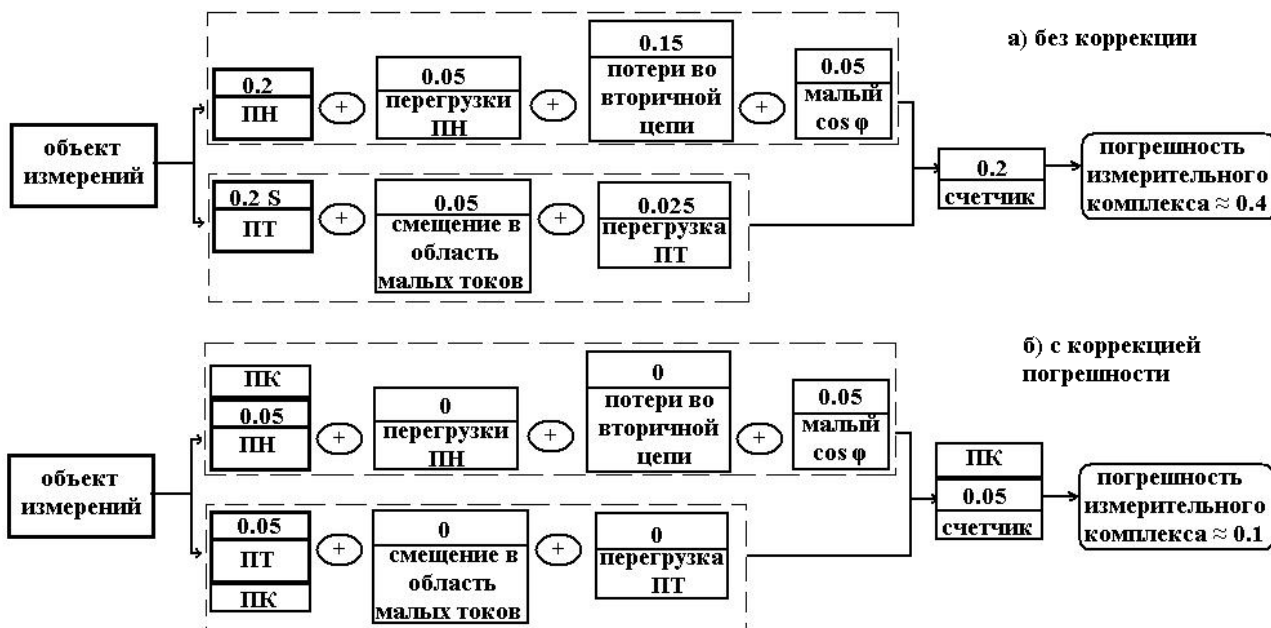 а) без коррекции
объект
измерений
0.2
ПН
+
0.05
перегрузки
ПН
+
0.15
потери во
вторичной
цепи
+
0.05
малый
cos φ
0.2 S
ПТ
+
0.05
смещение в
область
малых токов
+
0.025
перегрузка
ПТ
0.2
счетчик
погрешность
измерительного
комплекса ≈ 0.4
б) с коррекцией
погрешности
объект
измерений
ПК
0.05
ПН
+
0
перегрузки
ПН
+
0
потери во
вторичной
цепи
+
0.05
малый
cos φ
0.05
ПТ
ПК
+
0
смещение в
область
малых токов
+
0
перегрузка
ПТ
ПК
0.05
счетчик
погрешность
измерительного
комплекса ≈ 0.1